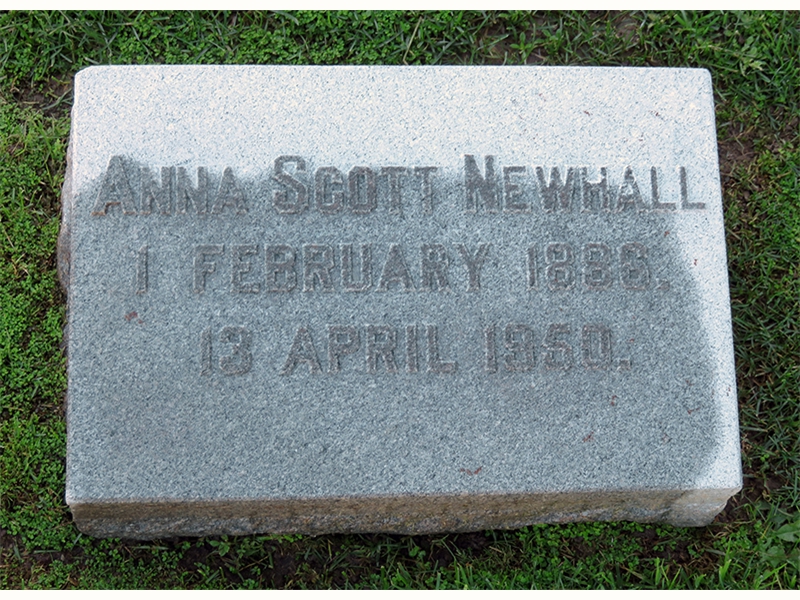 ANNA SCOTT NEWHALL
1 FEBRUARY 1886.
13 APRIL 1950.